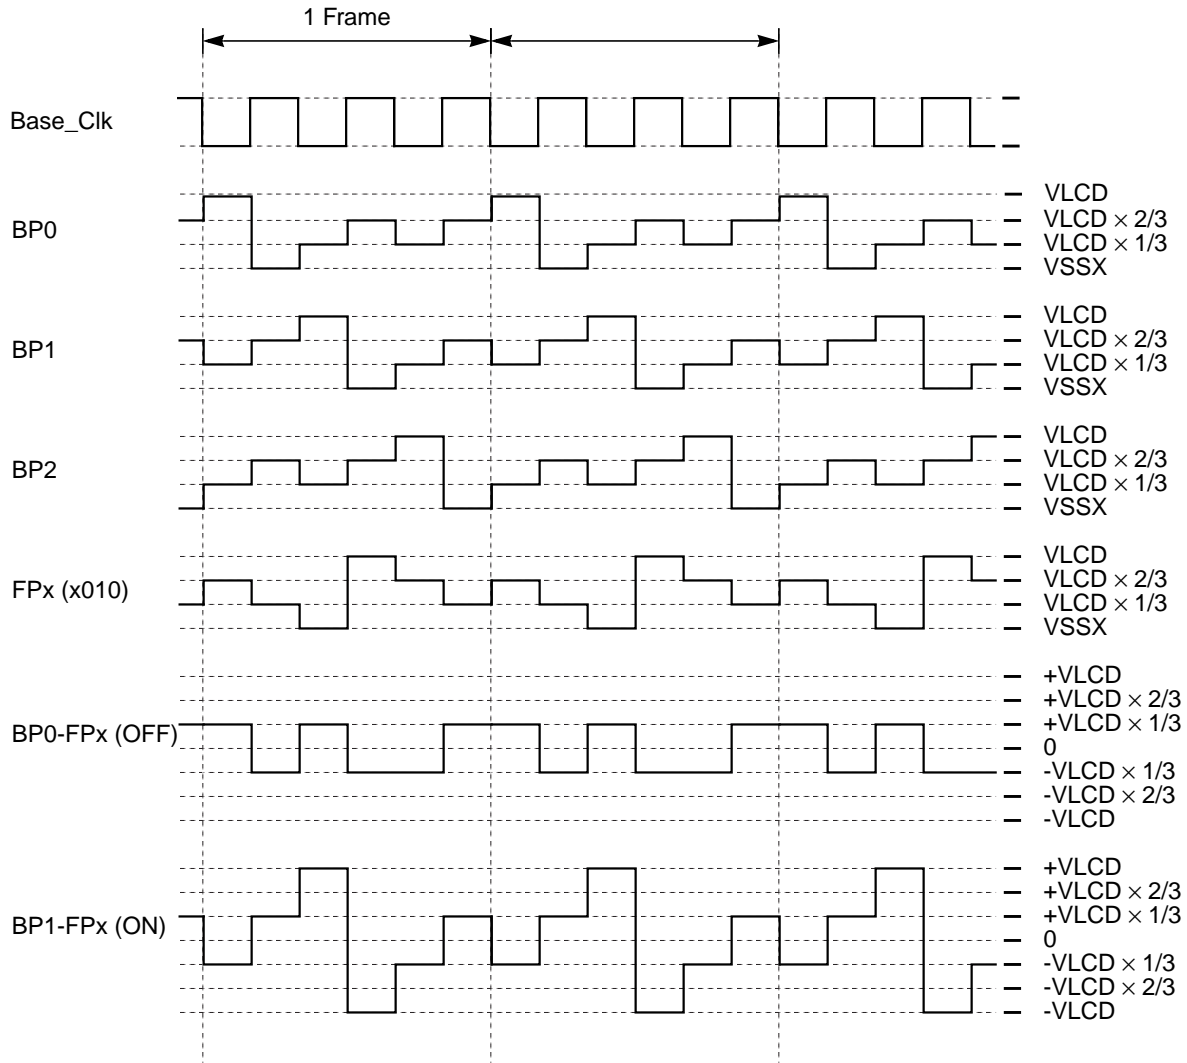 1 Frame
Base_Clk
BP0
VLCD
VLCD × 2/3
VLCD × 1/3
VSSX
BP1
VLCD
VLCD × 2/3
VLCD × 1/3
VSSX
BP2
VLCD
VLCD × 2/3
VLCD × 1/3
VSSX
FPx (x010)
VLCD
VLCD × 2/3
VLCD × 1/3
VSSX
BP0-FPx (OFF)
+VLCD
+VLCD × 2/3
+VLCD × 1/3
0
-VLCD × 1/3
-VLCD × 2/3
-VLCD
BP1-FPx (ON)
+VLCD
+VLCD × 2/3
+VLCD × 1/3
0
-VLCD × 1/3
-VLCD × 2/3
-VLCD